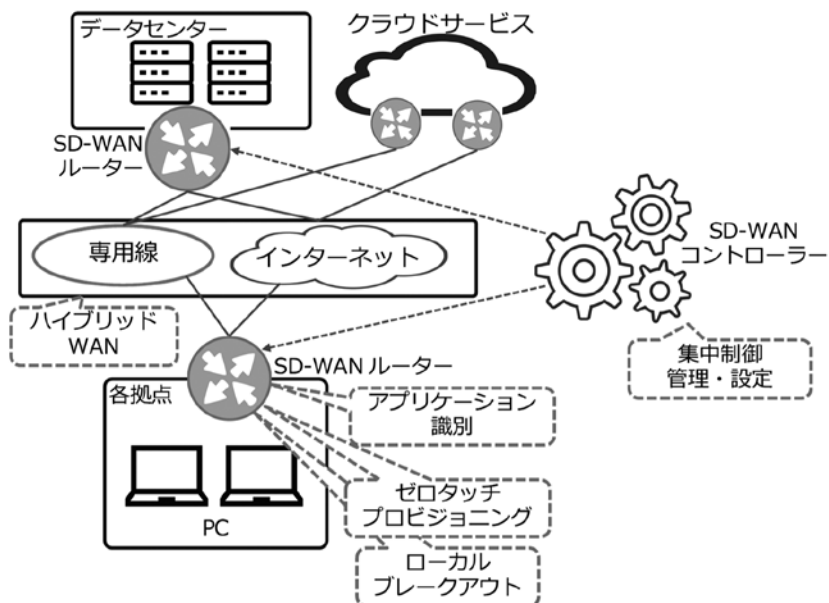 データセンター
クラウドサービス
SD-WAN
ルーター
SD-WAN
コントローラー
専用線
インターネット
ハイブリッド
WAN
SD-WAN ルーター
集中制御
管理・設定
各拠点
アプリケーション
識別
ゼロタッチ
プロビジョニング
PC
ローカル
ブレークアウト